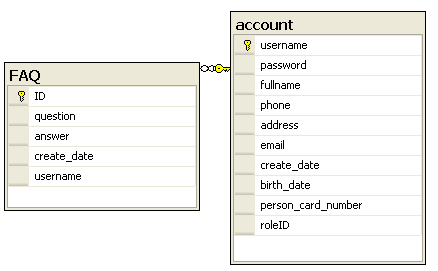 FAQ
ID
question
answer
create_date
username
account
username
password
fullname
phone
address
email
create_date
birth_date
person_card_number
roleID